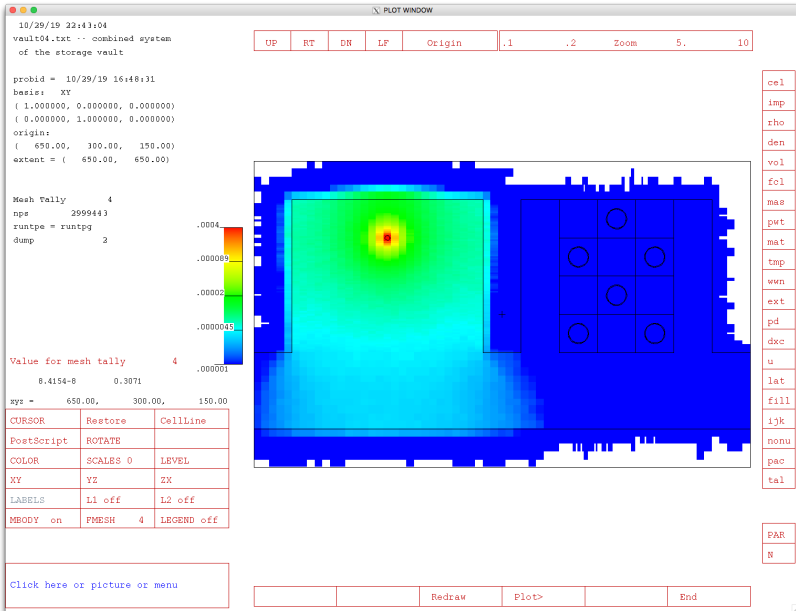 PLOT WINDOW
10/29/19 22:43:04
vault04.txt -- combined system
of the storage vault
probid = 10/29/19 16:48:31
basis: XY
( 1.000000, 0.000000, 0.000000)
( 0.000000, 1.000000, 0.000000)
origin:
( 650.00, 300.00, 150.00)
extent = ( 650.00, 650.00)
Mesh Tally 4
nps 2999443
runtpe = runtpg
dump 2
UP RT DN LF Origin .1 .2 Zoom 5. 10
.0004
.000089
.00002
.0000045
.000001
Value for mesh tally 4
8.4154-8 0.3071
xyz = 650.00, 300.00, 150.00
CURSOR Restore CellLine
PostScript ROTATE
COLOR SCALES 0 LEVEL
XY YZ ZX
LABELS L1 off L2 off
MBODY on FMESH 4 LEGEND off
Click here or picture or menu
Redraw Plot> End
cel
imp
rho
den
vol
fcl
mas
pwt
mat
tmp
wwn
ext
pd
dxc
u
lat
fill
ijk
nonu
pac
tal
PAR
N